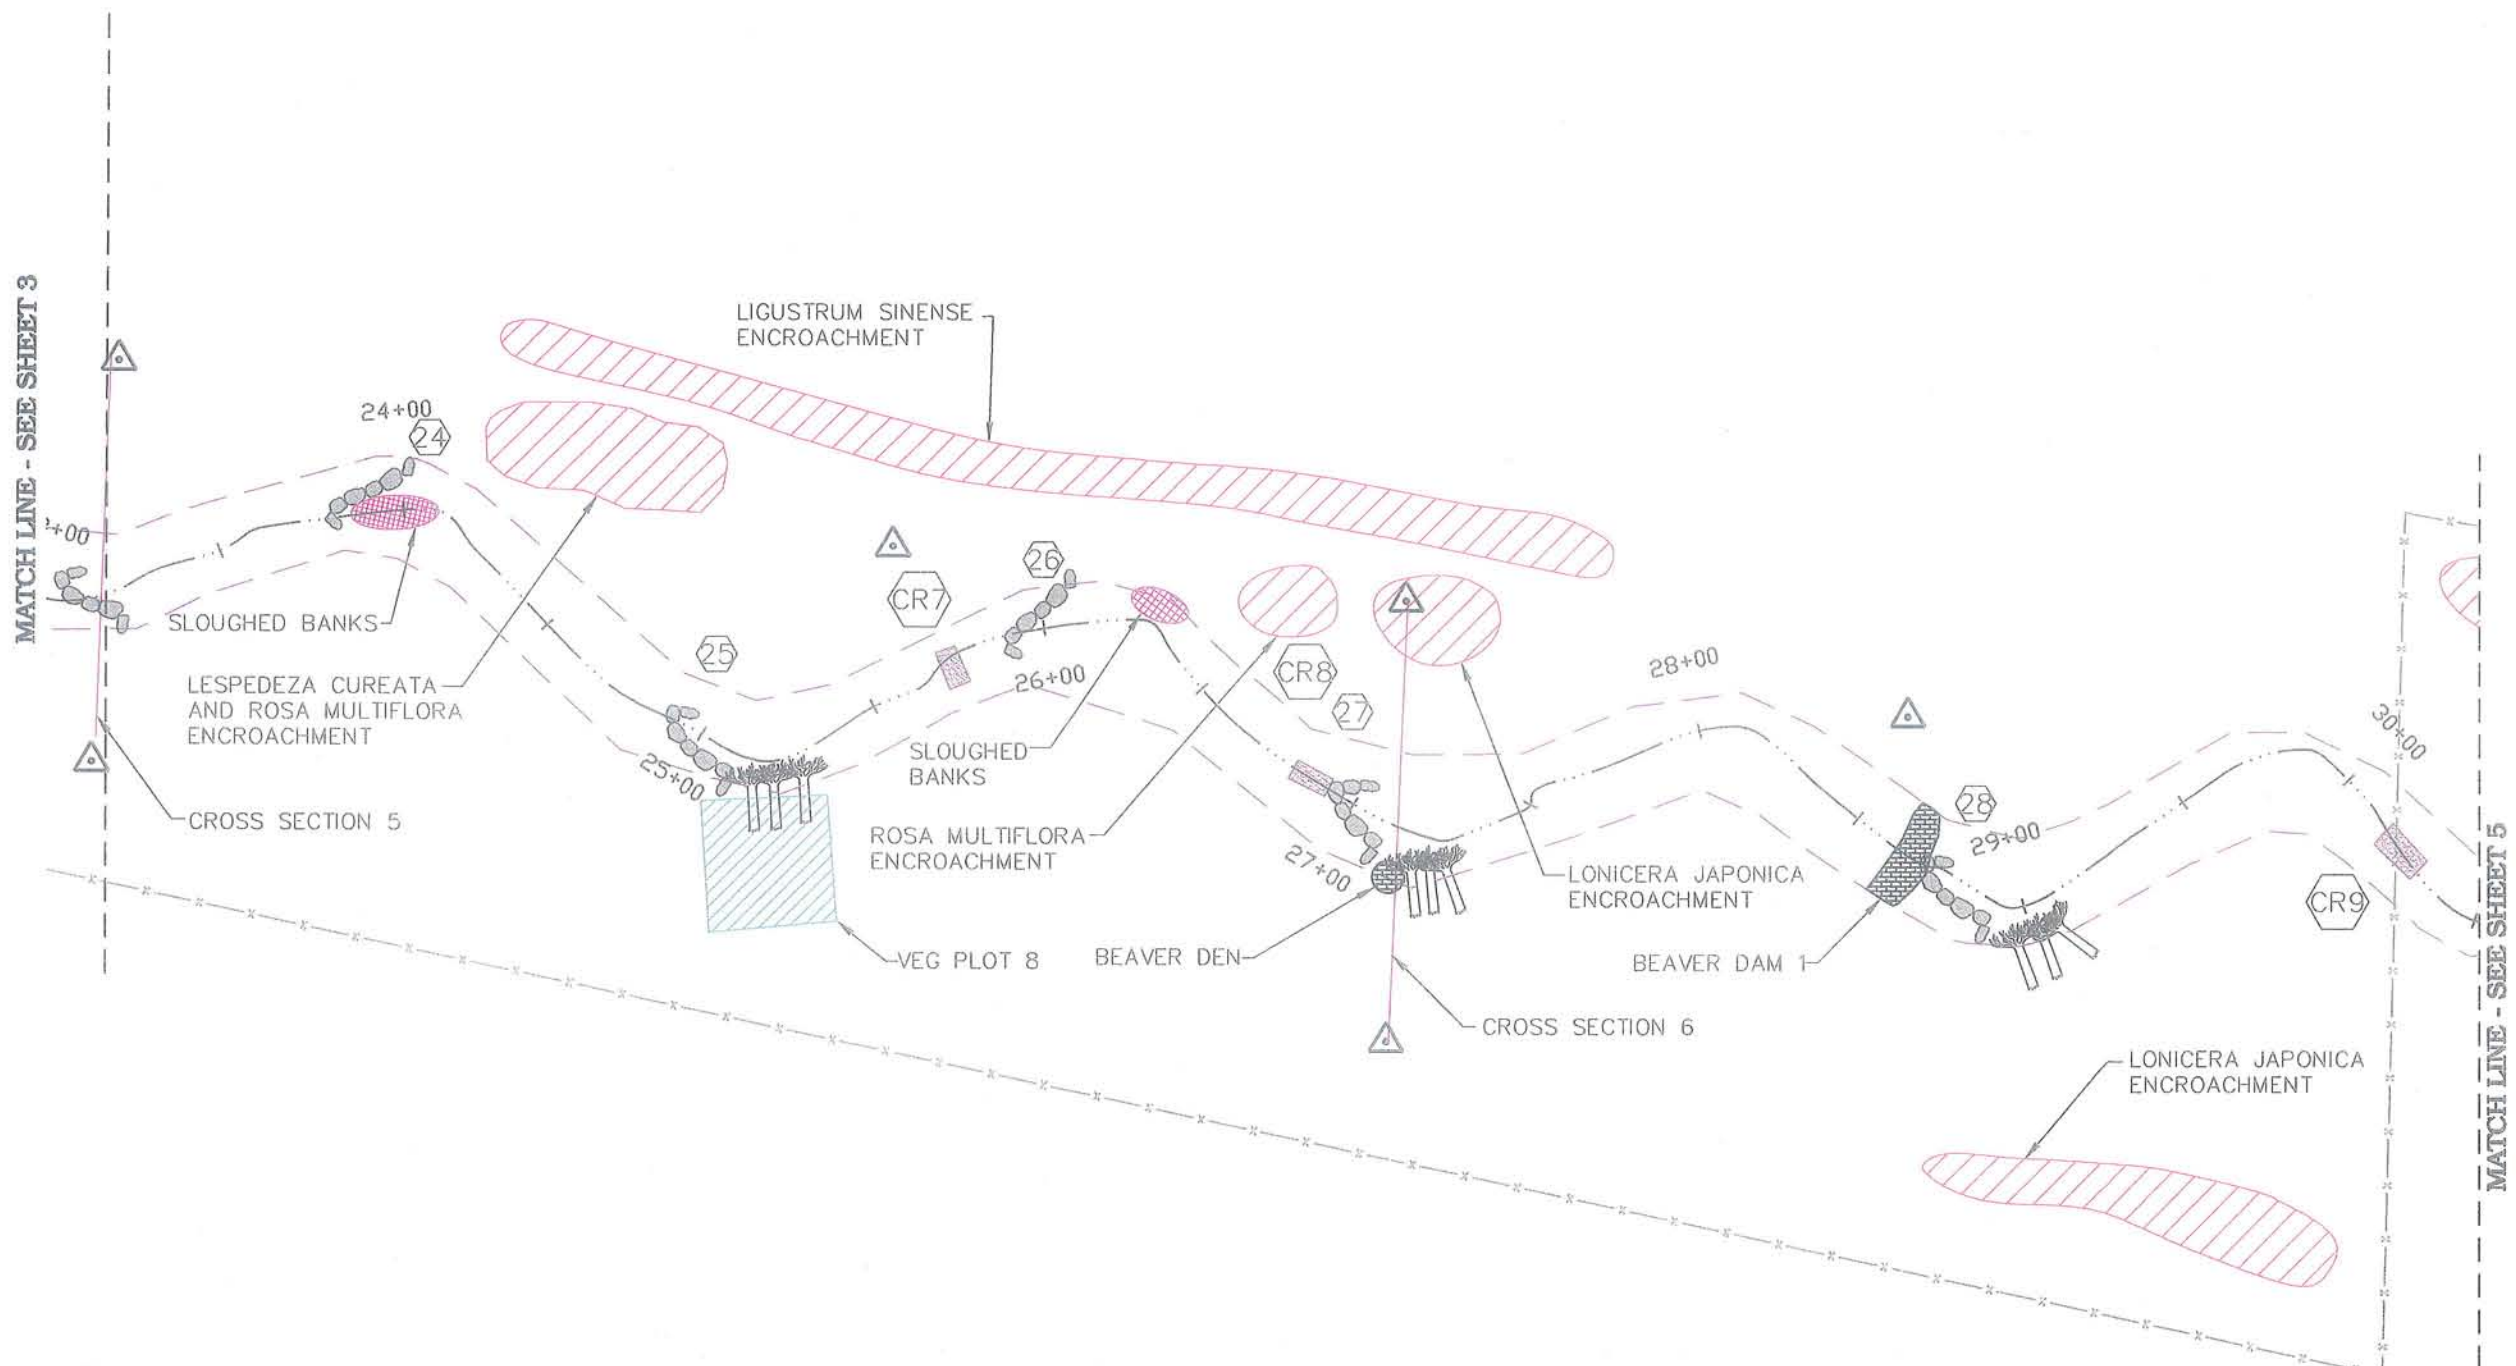 MATCH LINE - SEE SHEET 3
LIGUSTRUM SINENSE
ENCROACHMENT
24+00
24
+00
SLOUGHED BANKS
LESPEDEZA CUREATA
AND ROSA MULTIFLORA
ENCROACHMENT
CROSS SECTION 5
25
25+00
VEG PLOT 8
CR7
26
26+00
SLOUGHED
BANKS
ROSA MULTIFLORA
ENCROACHMENT
CR8
27
27+00
BEAVER DEN
LONICERA JAPONICA
ENCROACHMENT
CROSS SECTION 6
28+00
28
29+00
BEAVER DAM 1
30+00
CR9
LONICERA JAPONICA
ENCROACHMENT
MATCH LINE - SEE SHEET 5